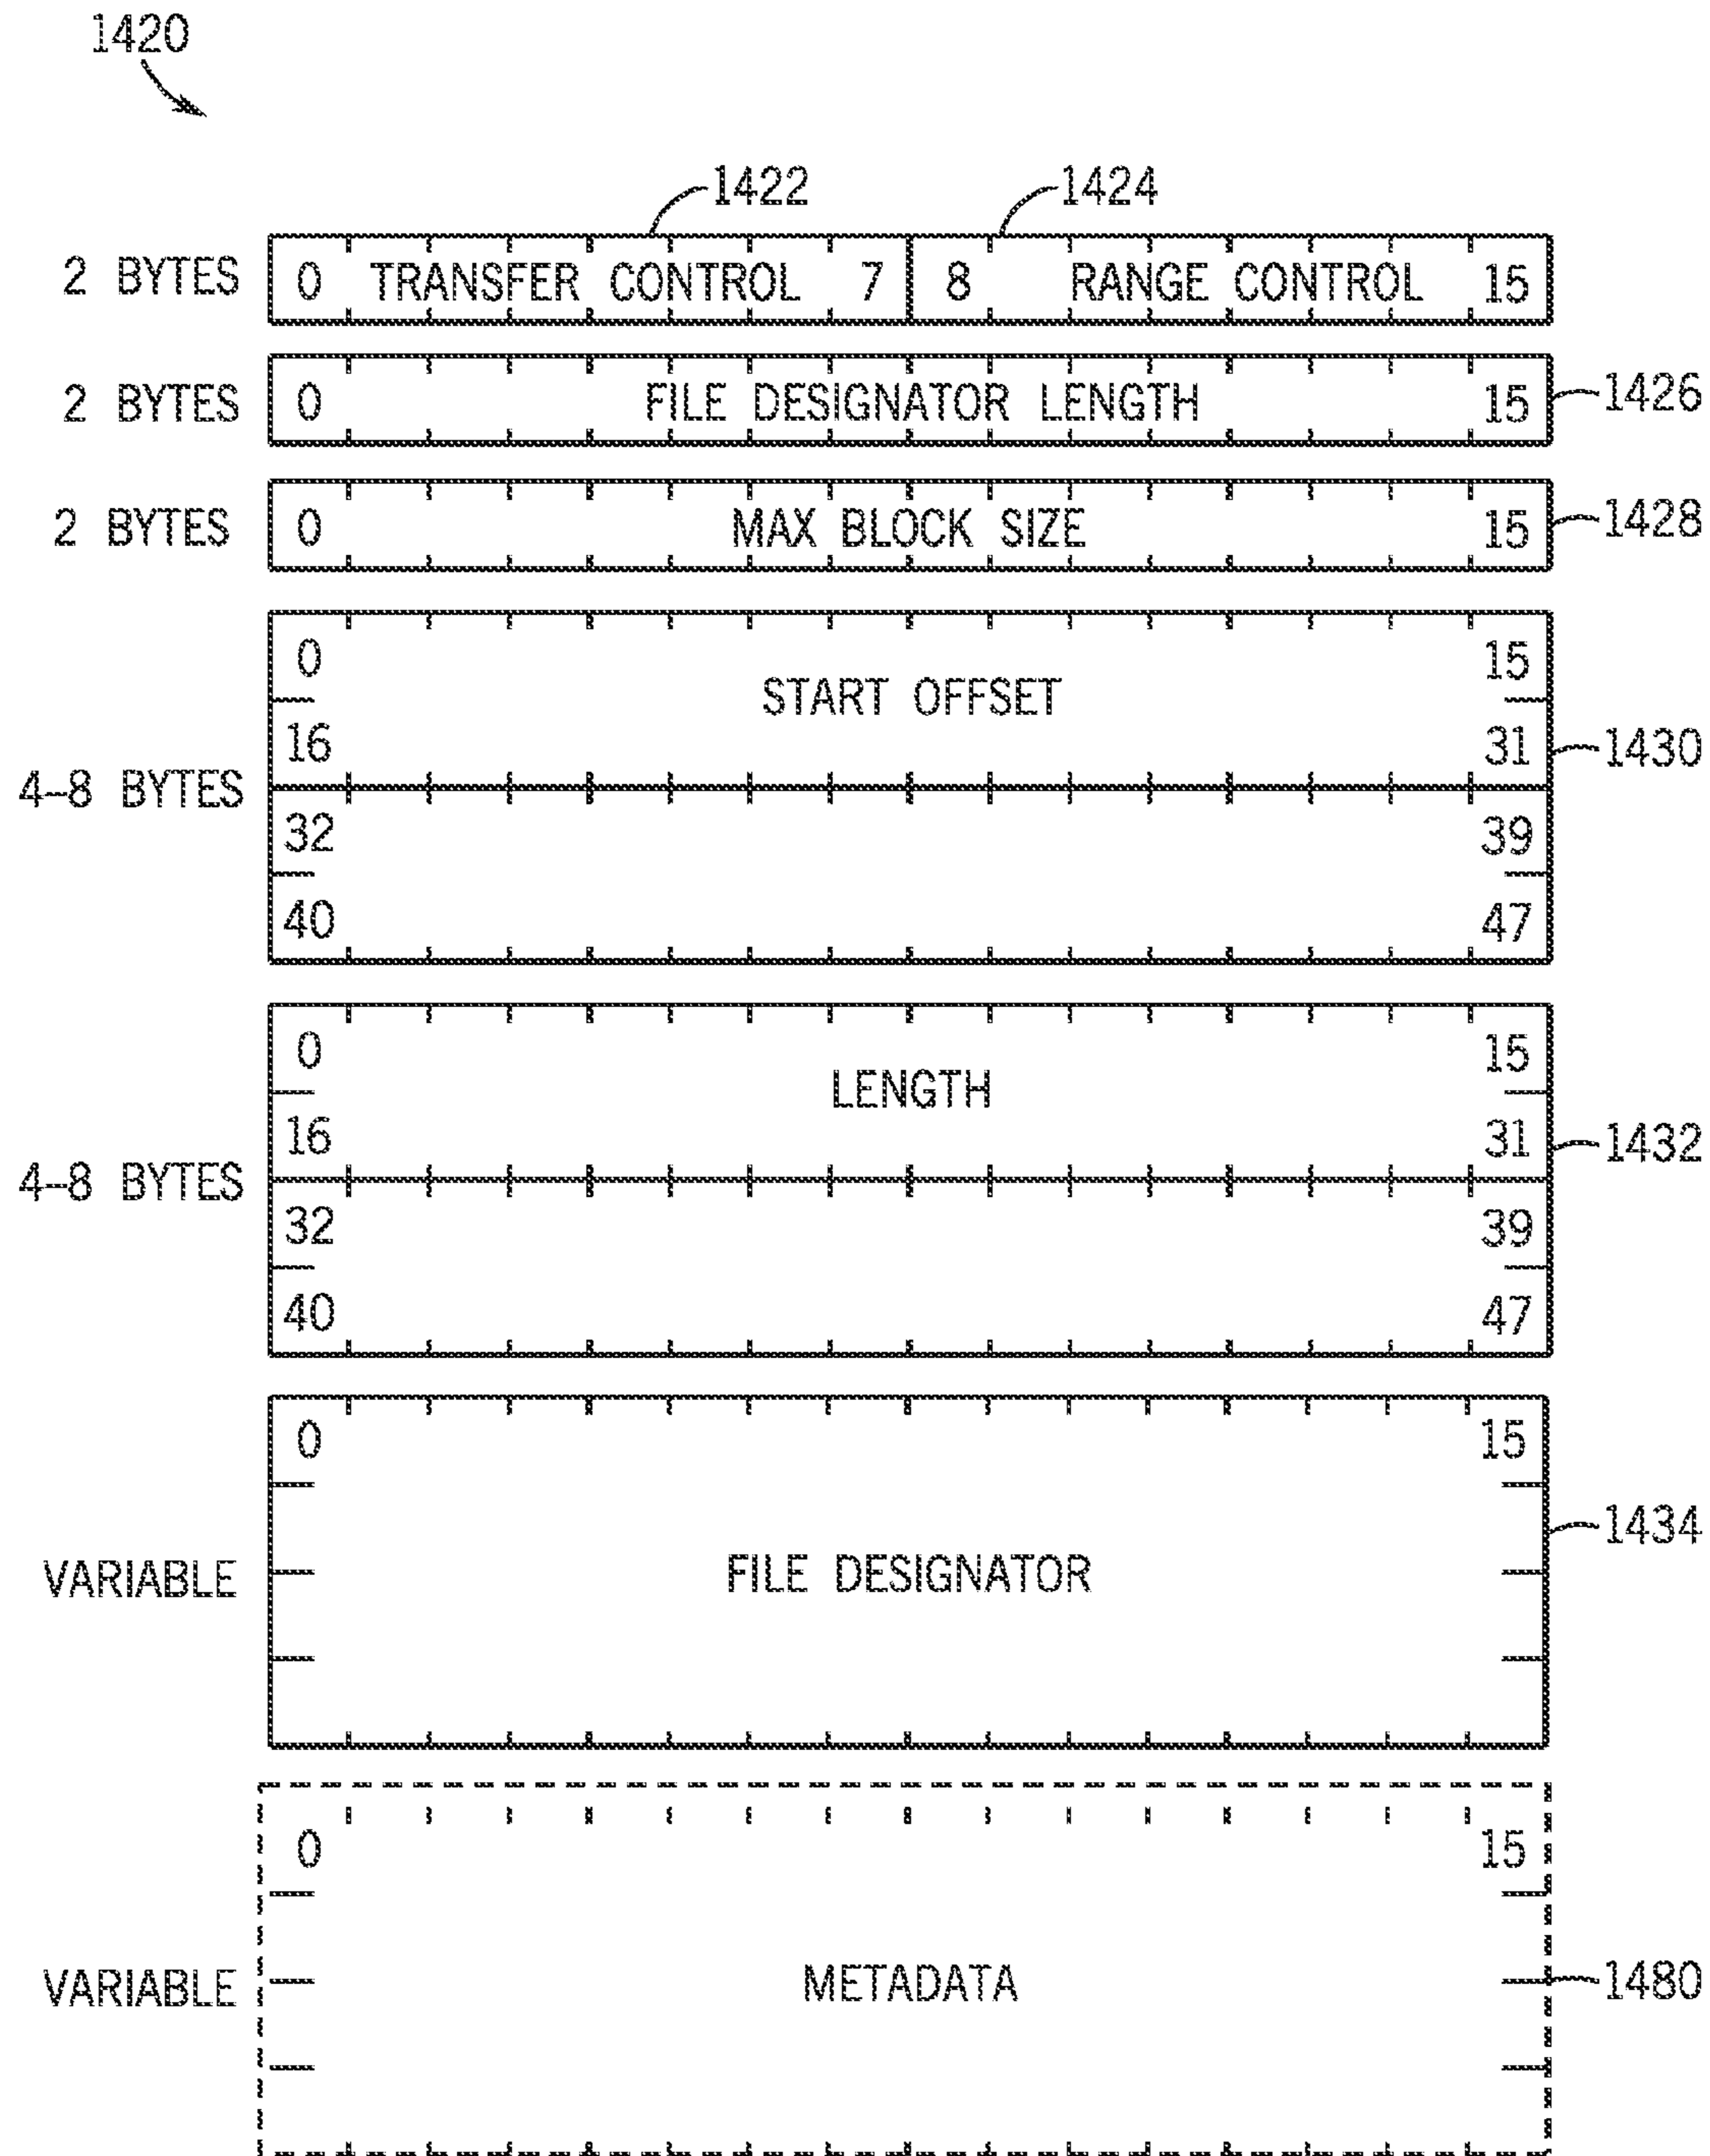 1420
1422 1424
2 BYTES 0 TRANSFER CONTROL 7 8 RANGE CONTROL 15
2 BYTES 0 FILE DESIGNATOR LENGTH 15 1426
2 BYTES 0 MAX BLOCK SIZE 15 1428
0 15
START OFFSET
16 31 1430
4-8 BYTES
32 39
40 47
0 15
LENGTH
16 31 1432
4-8 BYTES
32 39
40 47
0 15
1434
VARIABLE FILE DESIGNATOR
0 15
VARIABLE METADATA 1480